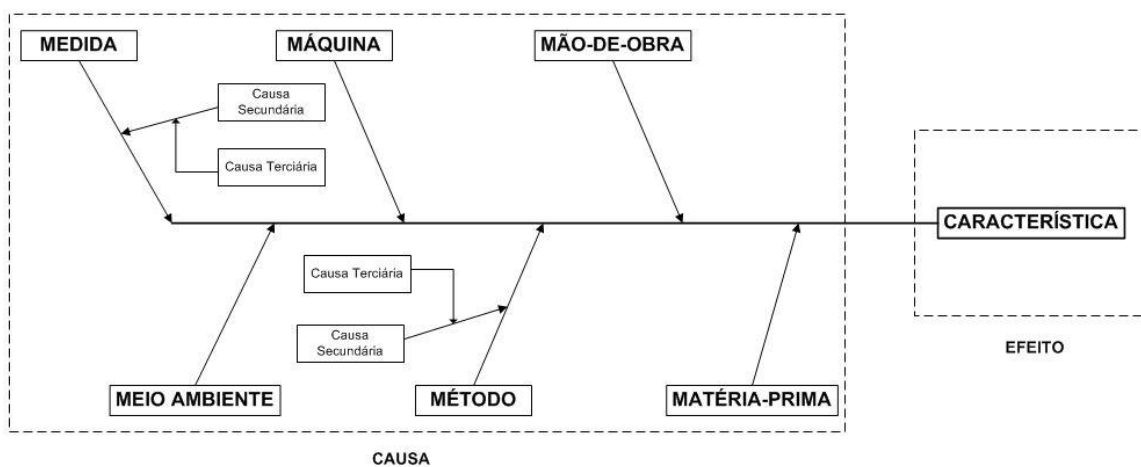 MEDIDA
MÁQUINA
MÃO-DE-OBRA
Causa
Secundária
Causa Terciária
CARACTERÍSTICA
Causa Terciária
Causa
Secundária
EFEITO
MEIO AMBIENTE
MÉTODO
MATÉRIA-PRIMA
CAUSA